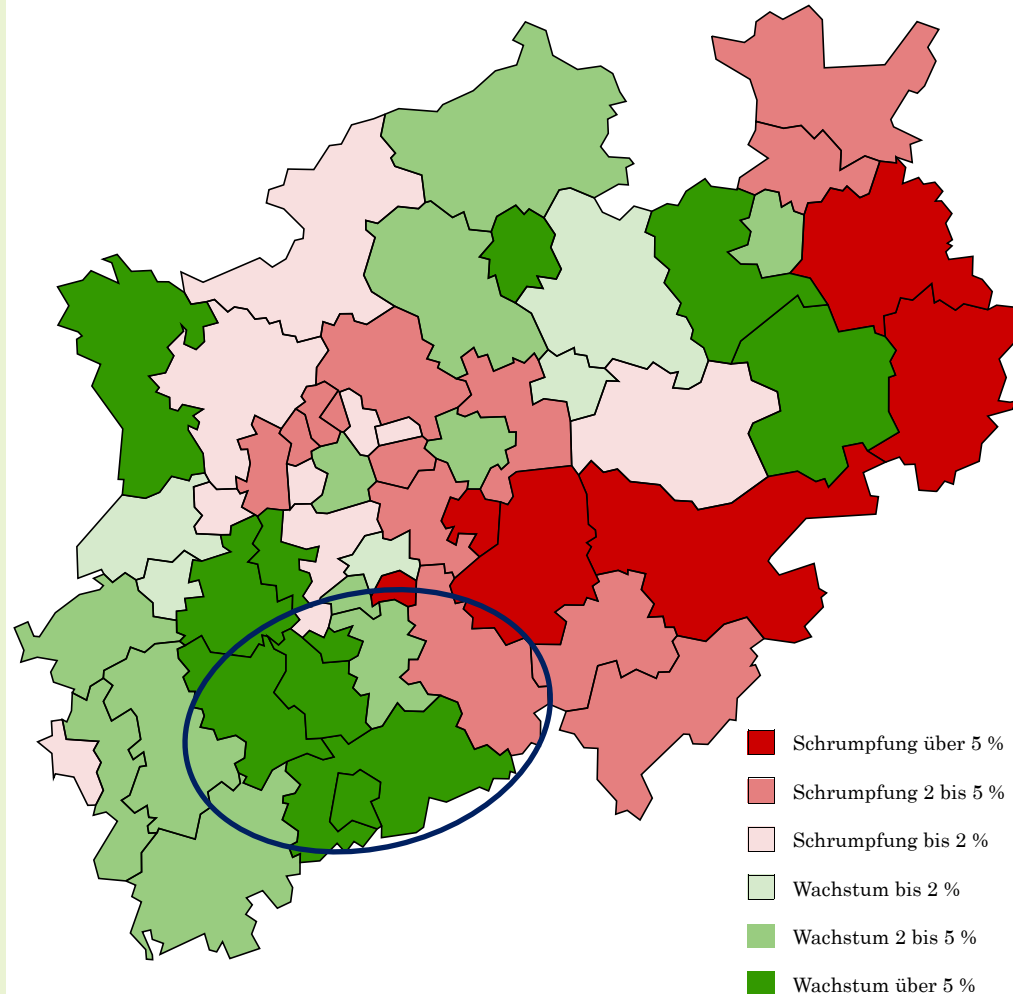 Schrumpfung über 5 %
Schrumpfung 2 bis 5 %
Schrumpfung bis 2 %
Wachstum bis 2 %
Wachstum 2 bis 5 %
Wachstum über 5 %